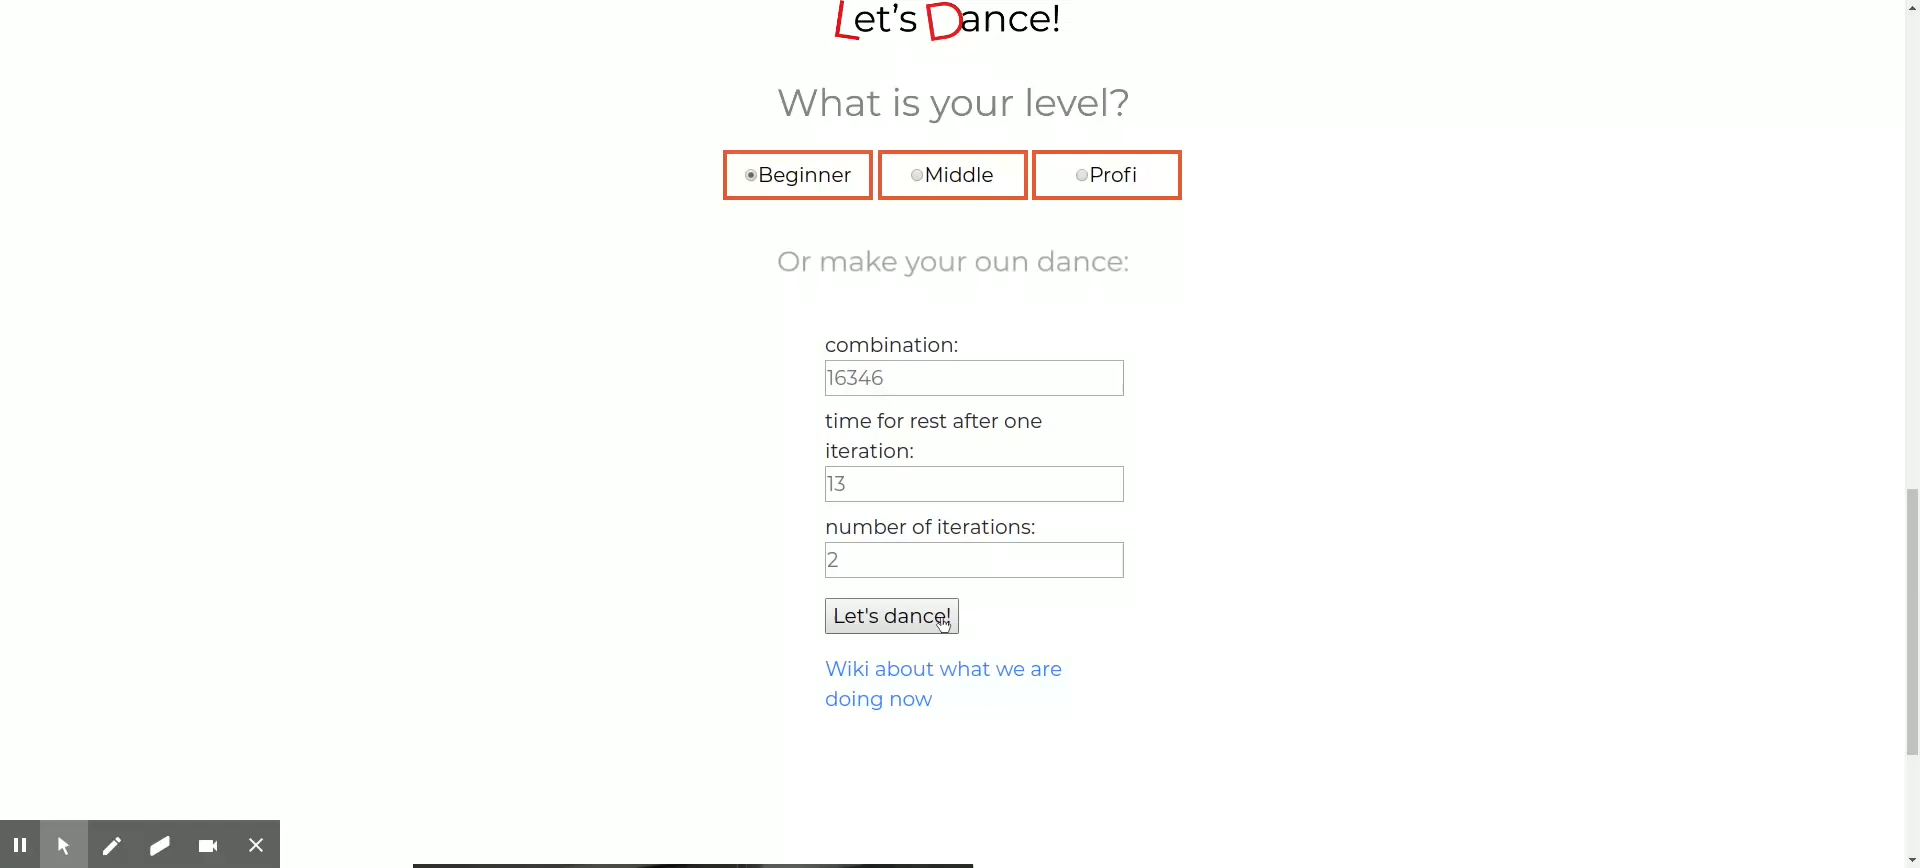 Let's Dance!
What is your level?
Beginner Middle Profi
Or make your oun dance:
combination:
16346
time for rest after one
iteration:
13
number of iterations:
2
Let's dance!
Wiki about what we are
doing now